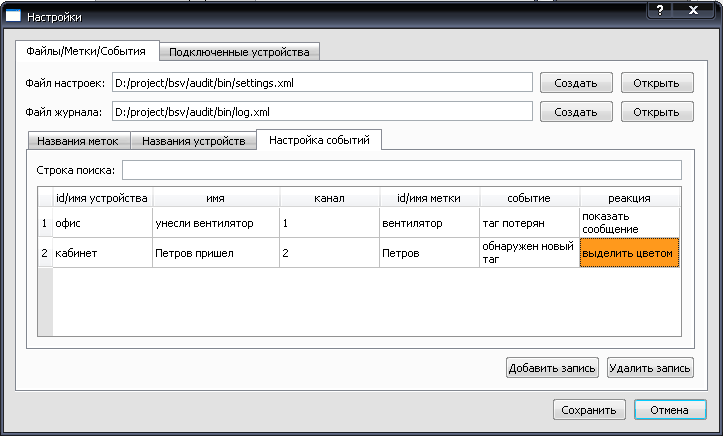 Настройки
Файлы/Метки/События Подключенные устройства
Файл настроек: D:/project/bsv/audit/bin/settings.xml Создать Открыть
Файл журнала: D:/project/bsv/audit/bin/log.xml Создать Открыть
Названия меток Названия устройств Настройка событий
Строка поиска:
id/имя устройства имя канал id/имя метки событие реакция
1 офис унесли вентилятор 1 вентилятор таг потерян показать сообщение
2 кабинет Петров пришел 2 Петров обнаружен новый таг выделить цветом
Добавить запись Удалить запись
Сохранить Отмена